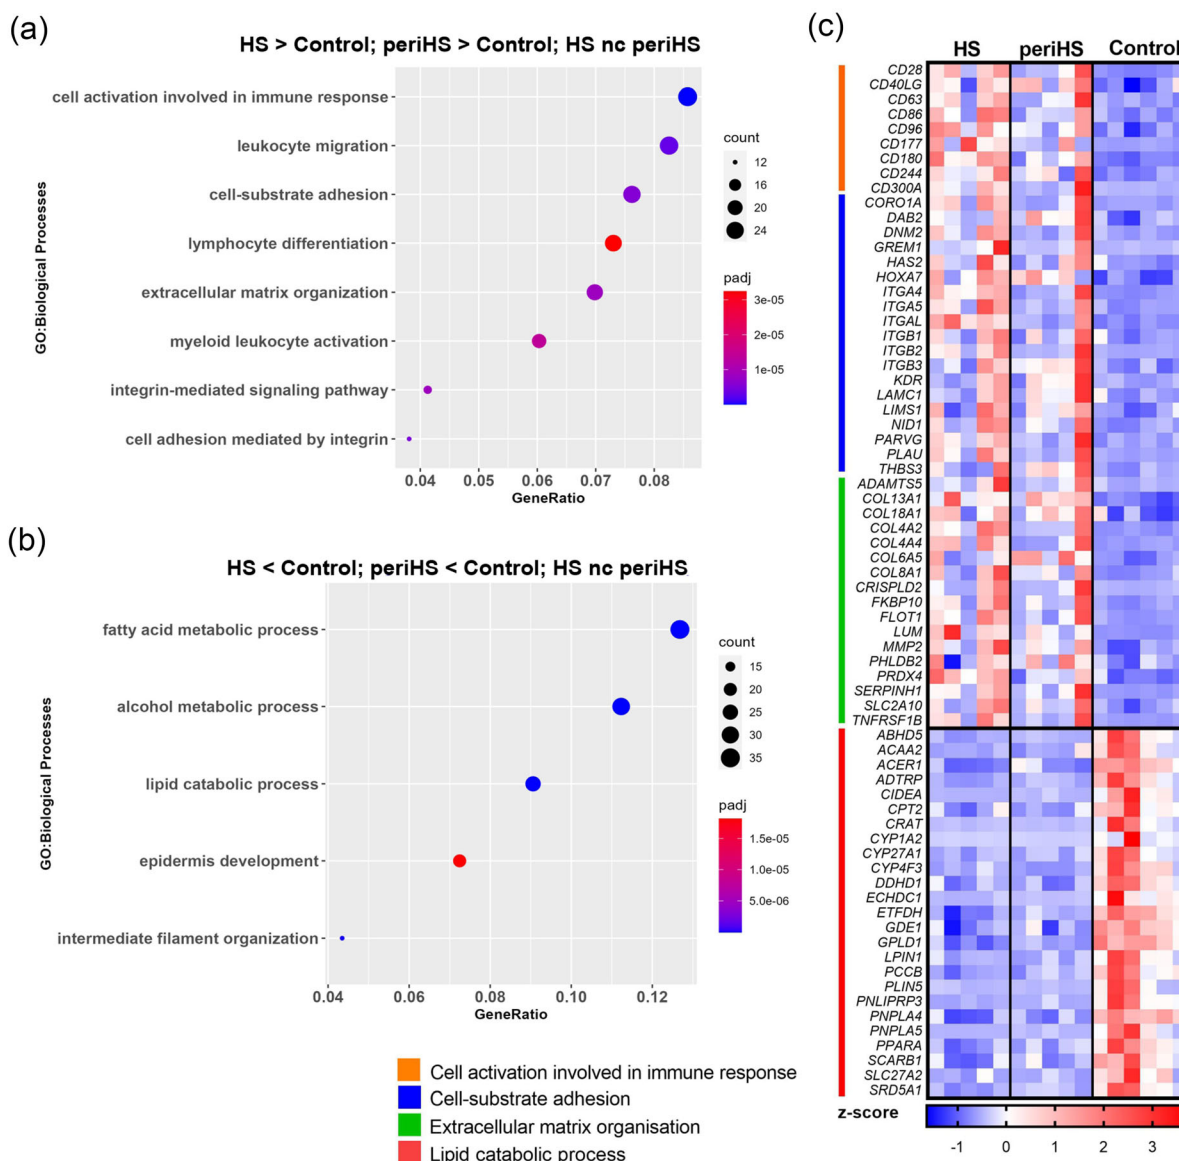 (a)
HS > Control; periHS > Control; HS nc periHS
GO:Biological Processes
cell activation involved in immune response
leukocyte migration
cell-substrate adhesion
lymphocyte differentiation
extracellular matrix organization
myeloid leukocyte activation
integrin-mediated signaling pathway
cell adhesion mediated by integrin
0.04 0.05 0.06 0.07 0.08
GeneRatio
count
12
16
20
24
padj
3e-05
2e-05
1e-05
(b)
HS < Control; periHS < Control; HS nc periHS
GO:Biological Processes
fatty acid metabolic process
alcohol metabolic process
lipid catabolic process
epidermis development
intermediate filament organization
0.04 0.06 0.08 0.10 0.12
GeneRatio
count
15
20
25
30
35
padj
1.5e-05
1.0e-05
5.0e-06
Cell activation involved in immune response
Cell-substrate adhesion
Extracellular matrix organisation
Lipid catabolic process
(c)
HS periHS Control
CD28
CD40LG
CD63
CD86
CD96
CD177
CD180
CD244
CD300A
CORO1A
DAB2
DNM2
GREM1
HAS2
HOXA7
ITGA4
ITGA5
ITGAL
ITGB1
ITGB2
ITGB3
KDR
LAMC1
LIMS1
NID1
PARVG
PLAU
THBS3
ADAMTS5
COL13A1
COL18A1
COL4A2
COL4A4
COL6A5
COL8A1
CRISPLD2
FKBP10
FLOT1
LUM
MMP2
PHLDB2
PRDX4
SERPINH1
SLC2A10
TNFRSF1B
ABHD5
ACAA2
ACER1
ADTRP
CIDEA
CPT2
CRAT
CYP1A2
CYP27A1
CYP4F3
DDHD1
ECHDC1
ETFDH
GDE1
GPLD1
LPIN1
PCCB
PLIN5
PNLIPRP3
PNPLA4
PNPLA5
PPARA
SCARB1
SLC27A2
SRD5A1
z-score
-1 0 1 2 3